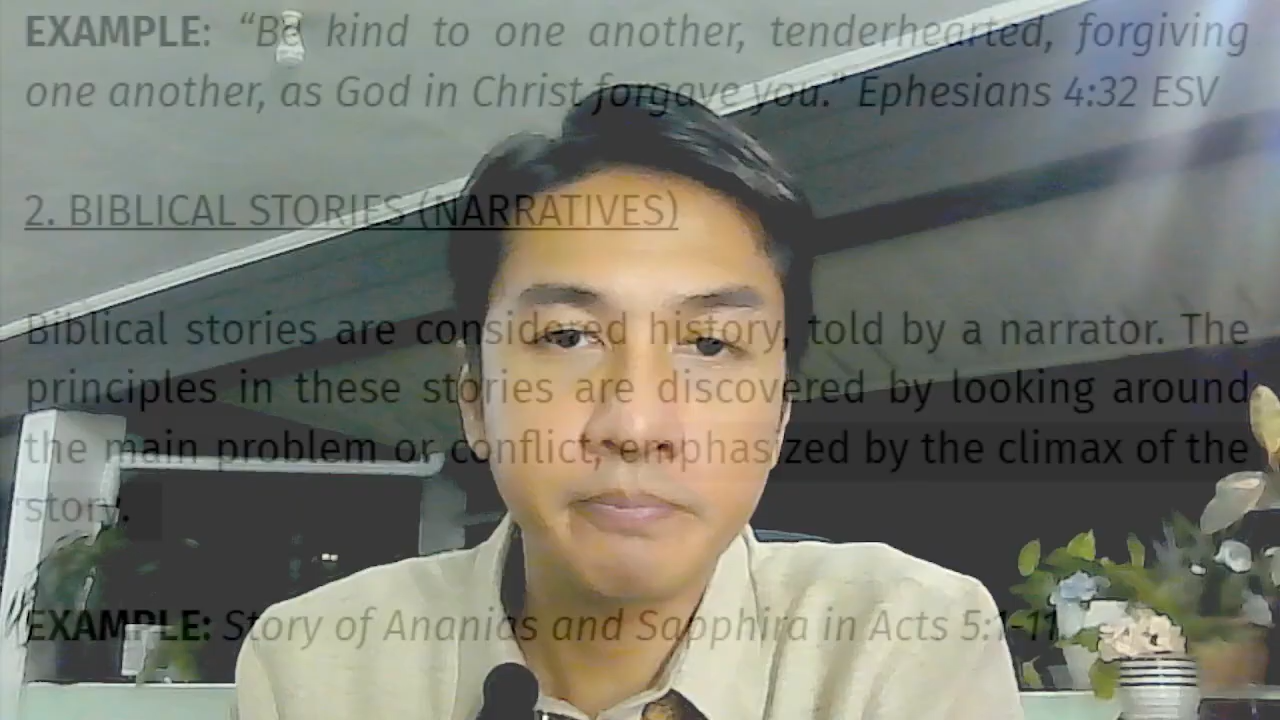 EXAMPLE: “Be kind to one another, tenderhearted, forgiving
one another, as God in Christ forgave you.” Ephesians 4:32 ESV
2. BIBLICAL STORIES (NARRATIVES)
Biblical stories are considered history, told by a narrator. The
principles in these stories are discovered by looking around
the main problem or conflict, emphasized by the climax of the
story.
EXAMPLE: Story of Ananias and Sapphira in Acts 5:1-11.